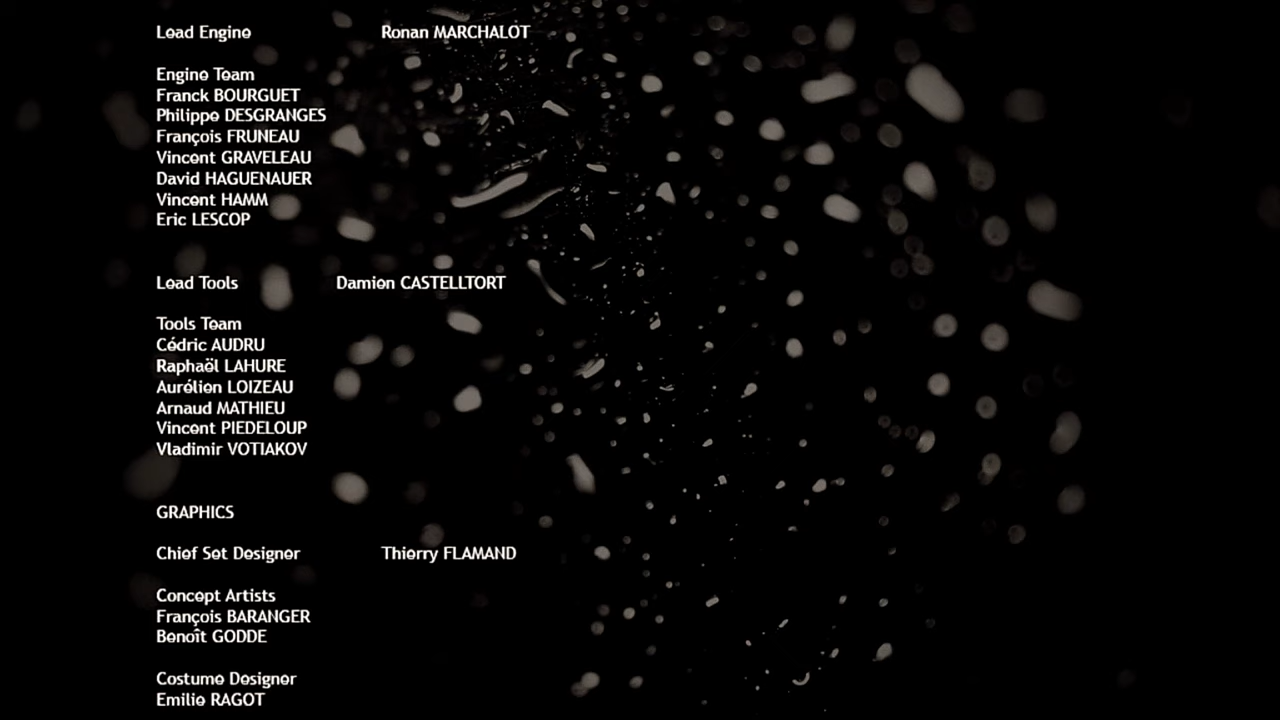 Lead Engine Ronan MARCHALOT
Engine Team
Franck BOURGUET
Philippe DESGRANGES
François FRUNEAU
Vincent GRAVELEAU
David HAGUENAUER
Vincent HAMM
Eric LESCOP
Lead Tools Damien CASTELLTORT
Tools Team
Cédric AUDRU
Raphaël LAHURE
Aurélien LOIZEAU
Arnaud MATHIEU
Vincent PIEDELOUP
Vladimir VOTIAKOV
GRAPHICS
Chief Set Designer Thierry FLAMAND
Concept Artists
François BARANGER
Benoît GODDE
Costume Designer
Emilie RAGOT